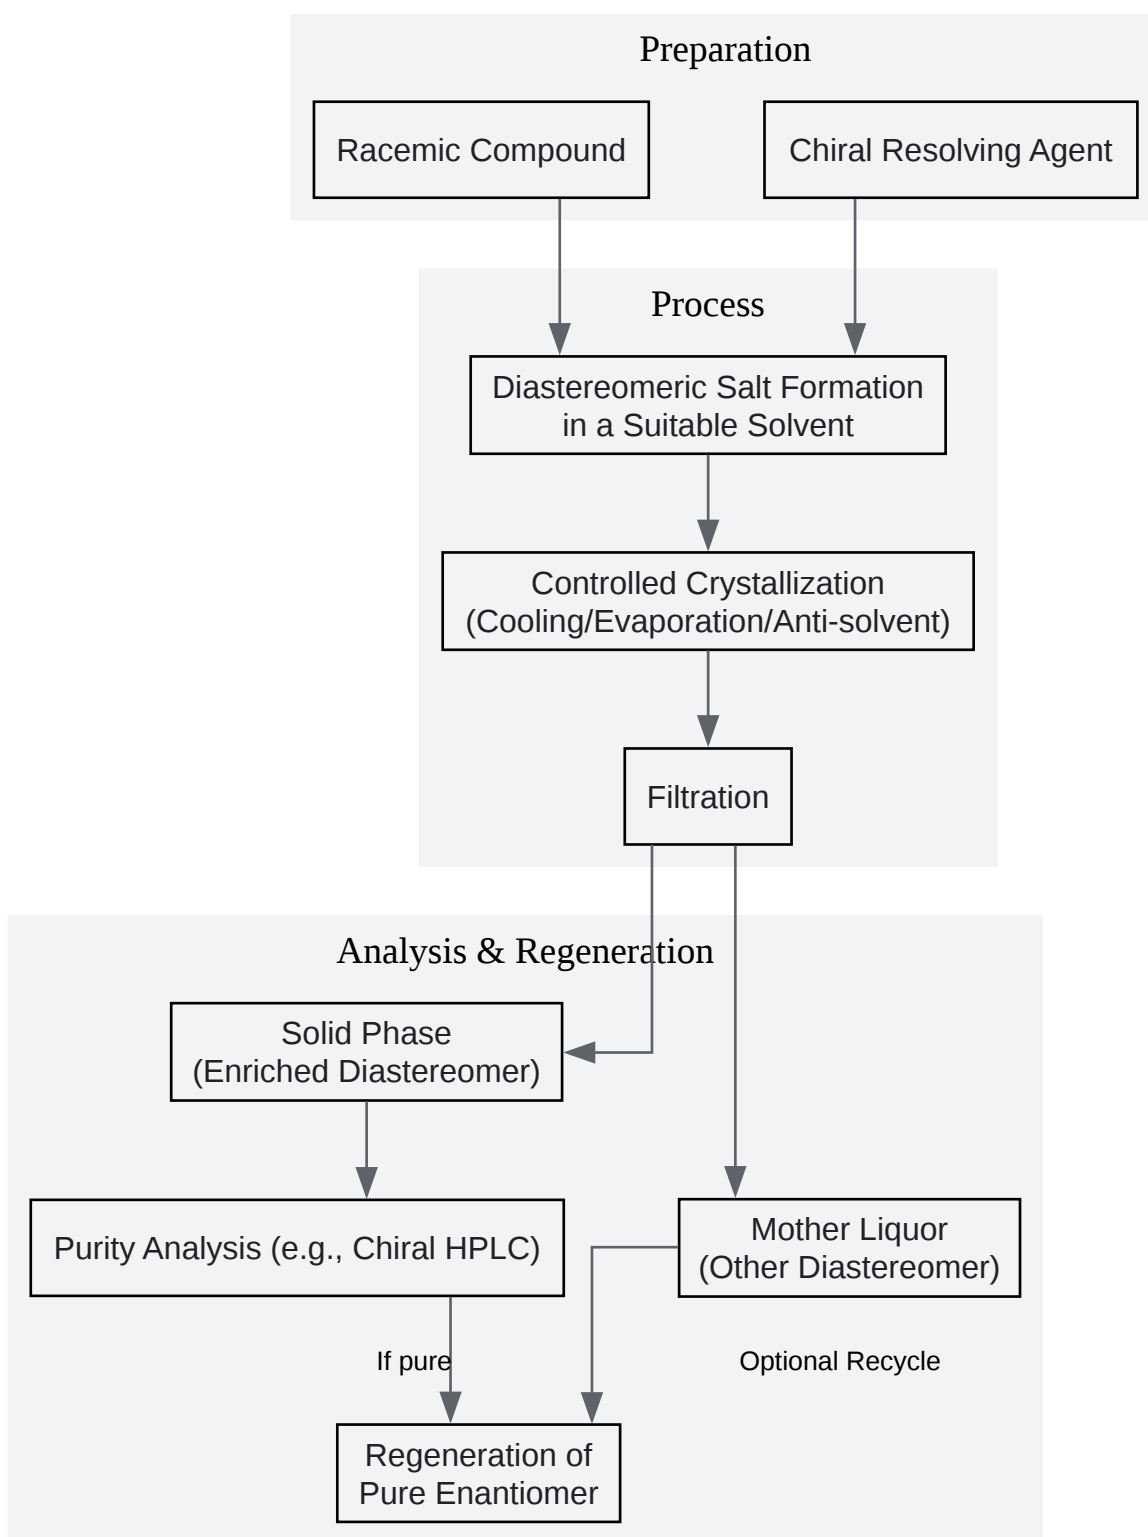 Preparation
Racemic Compound
Chiral Resolving Agent
Process
Diastereomeric Salt Formation
in a Suitable Solvent
Controlled Crystallization
(Cooling/Evaporation/Anti-solvent)
Filtration
Analysis & Regeneration
Solid Phase
(Enriched Diastereomer)
Purity Analysis (e.g., Chiral HPLC)
Mother Liquor
(Other Diastereomer)
If pure
Optional Recycle
Regeneration of
Pure Enantiomer